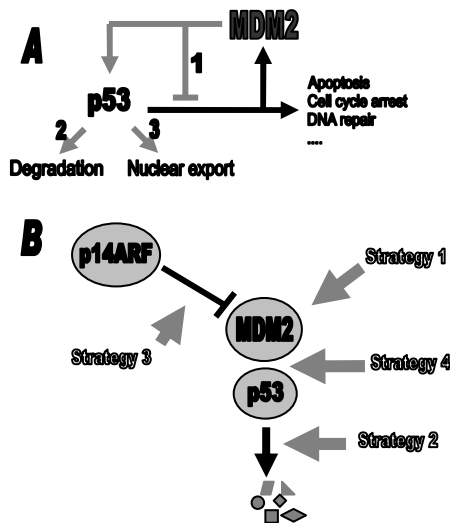 A
MDM2
1
p53
Apoptosis
Cell cycle arrest
DNA repair
....
2
3
Degradation
Nuclear export
B
p14ARF
Strategy 1
MDM2
Strategy 3
Strategy 4
p53
Strategy 2